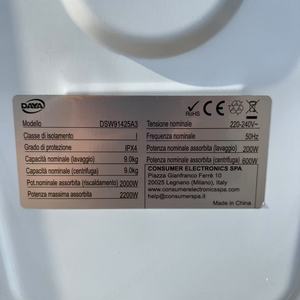 DAYA
Modello DSW91425A3
Classe di isolamento I
Grado di protezione IPX4
Capacità nominale (lavaggio) 9.0kg
Capacità nominale (centrifuga) 9.0kg
Pot.nominale assorbita (riscaldamento) 2000W
Potenza massima assorbita 2200W
RoHS CE
Tensione nominale 220-240V~
Frequenza nominale 50Hz
Potenza nominale assorbita (lavaggio) 200W
Potenza nominale assorbita (centrifuga) 600W
CONSUMER ELECTRONICS SPA
Piazza Gianfranco Ferrè 10
20025 Legnano (Milano), Italy
www.consumerelectronicsspa.com
help@consumerspa.com
Made in China